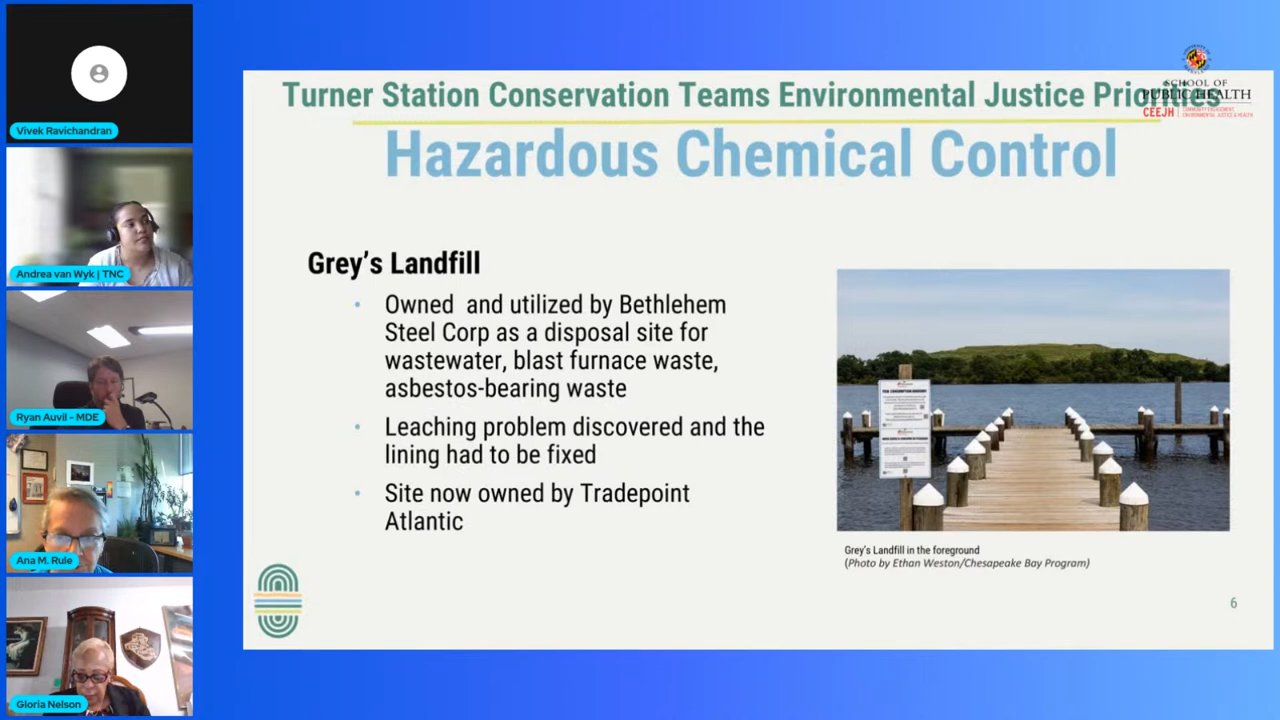 Vivek Ravichandran
Andrea van Wyk | TNC
Ryan Auvil - MDE
Ana M. Rule
Gloria Nelson
Turner Station Conservation Teams Environmental Justice Priorities
SCHOOL OF
PUBLIC HEALTH
CEEJH
COMMUNITY ENGAGEMENT,
ENVIRONMENTAL JUSTICE & HEALTH
Hazardous Chemical Control
Grey's Landfill
• Owned and utilized by Bethlehem
Steel Corp as a disposal site for
wastewater, blast furnace waste,
asbestos-bearing waste
• Leaching problem discovered and the
lining had to be fixed
• Site now owned by Tradepoint
Atlantic
Grey's Landfill in the foreground
(Photo by Ethan Weston/Chesapeake Bay Program)
6